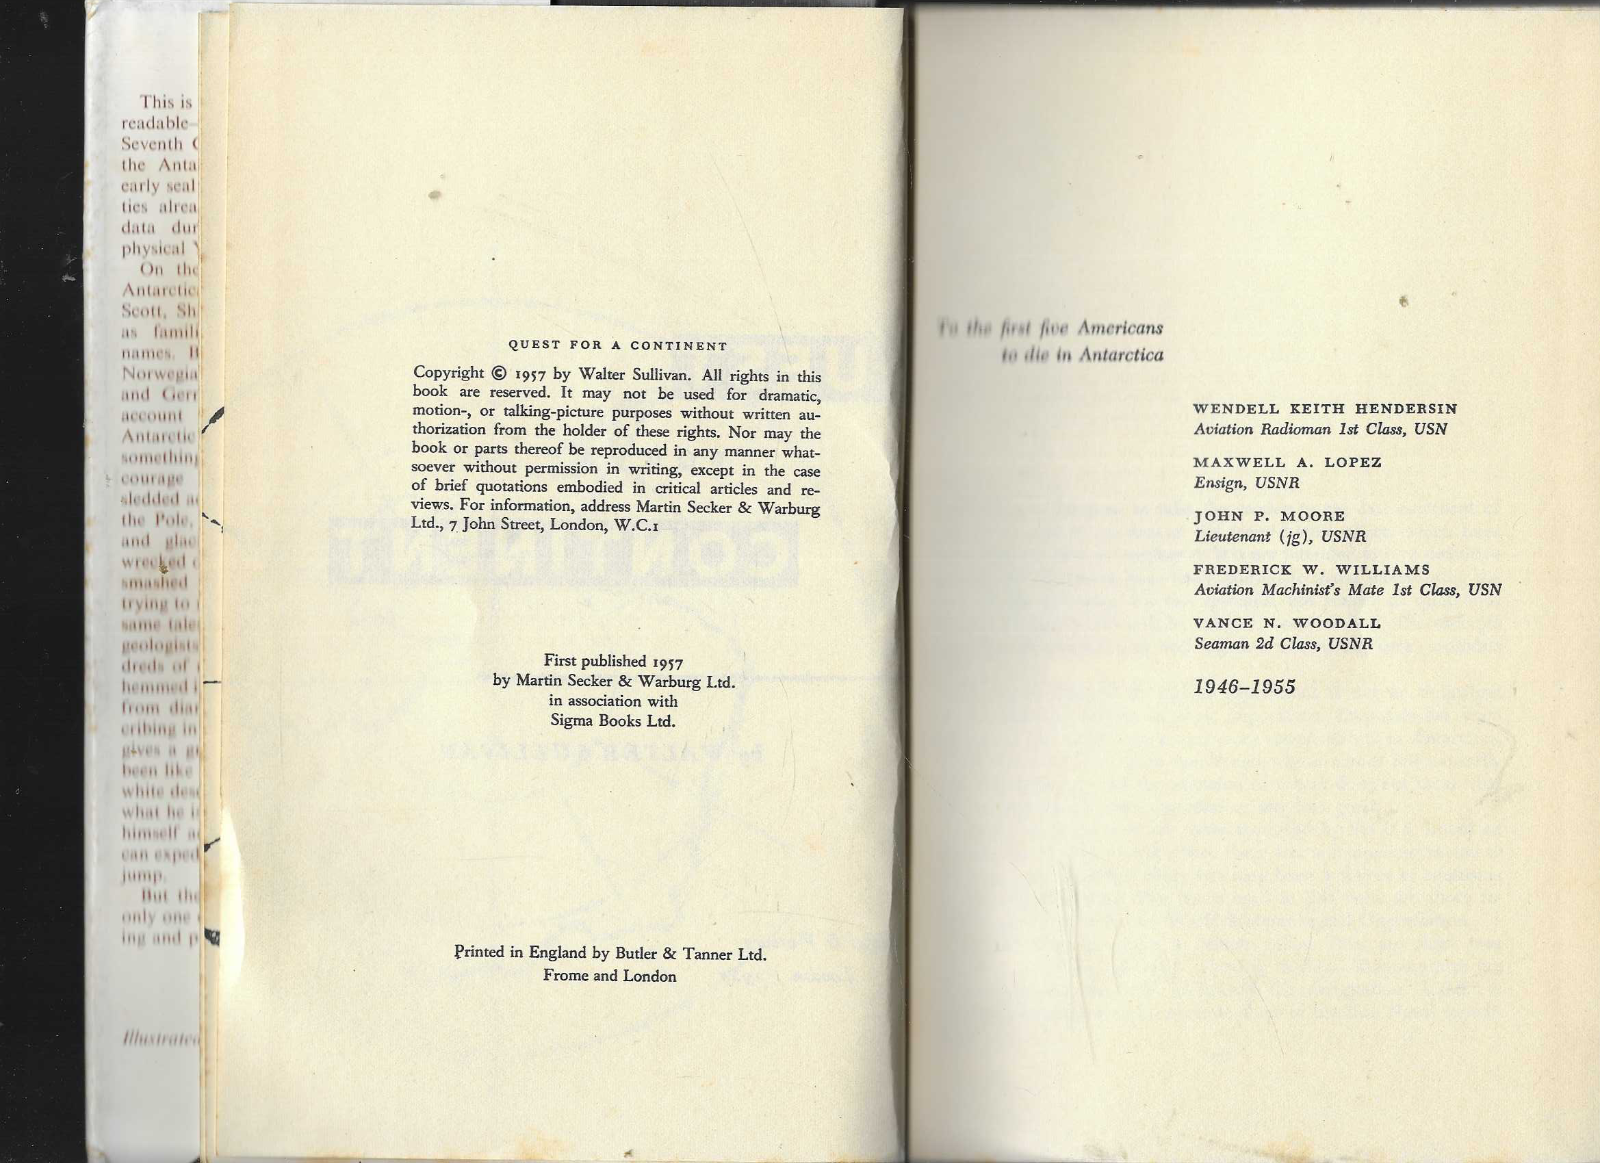 This is
readable—
Seventh
the Anta
early seal
ties alrea
data dur
physical
On the
Antarctic
Scott, Sh
as famili
names.
Norwegia
and Ger
account
Antarctic
something
courage
sledded
the Pole,
and glac
wrecked
smashed
trying to
same tale
geologists
dreds of
hemmed
from dia
cribing in
gives a
been like
white des
what he
himself
can exped
jump.
But the
only one
ing and p
Illustrated
QUEST FOR A CONTINENT
Copyright © 1957 by Walter Sullivan. All rights in this
book are reserved. It may not be used for dramatic,
motion-, or talking-picture purposes without written au-
thorization from the holder of these rights. Nor may the
book or parts thereof be reproduced in any manner what-
soever without permission in writing, except in the case
of brief quotations embodied in critical articles and re-
views. For information, address Martin Secker & Warburg
Ltd., 7 John Street, London, W.C.1
First published 1957
by Martin Secker & Warburg Ltd.
in association with
Sigma Books Ltd.
Printed in England by Butler & Tanner Ltd.
Frome and London
To the first five Americans
to die in Antarctica
WENDELL KEITH HENDERSIN
Aviation Radioman 1st Class, USN
MAXWELL A. LOPEZ
Ensign, USNR
JOHN P. MOORE
Lieutenant (jg), USNR
FREDERICK W. WILLIAMS
Aviation Machinist's Mate 1st Class, USN
VANCE N. WOODALL
Seaman 2d Class, USNR
1946–1955